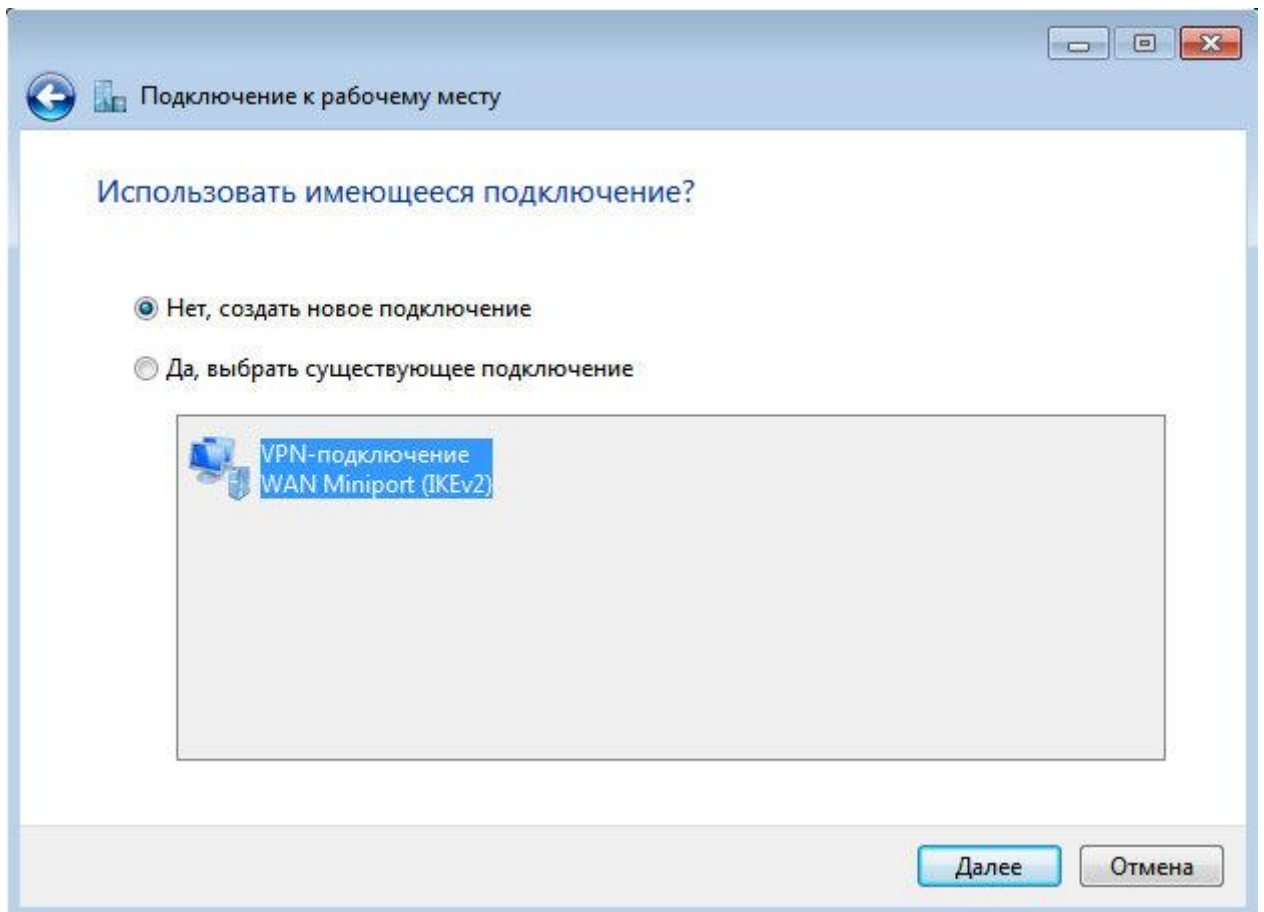 Подключение к рабочему месту
Использовать имеющееся подключение?
Нет, создать новое подключение
Да, выбрать существующее подключение
VPN-подключение
WAN Miniport (IKEv2)
Далее
Отмена